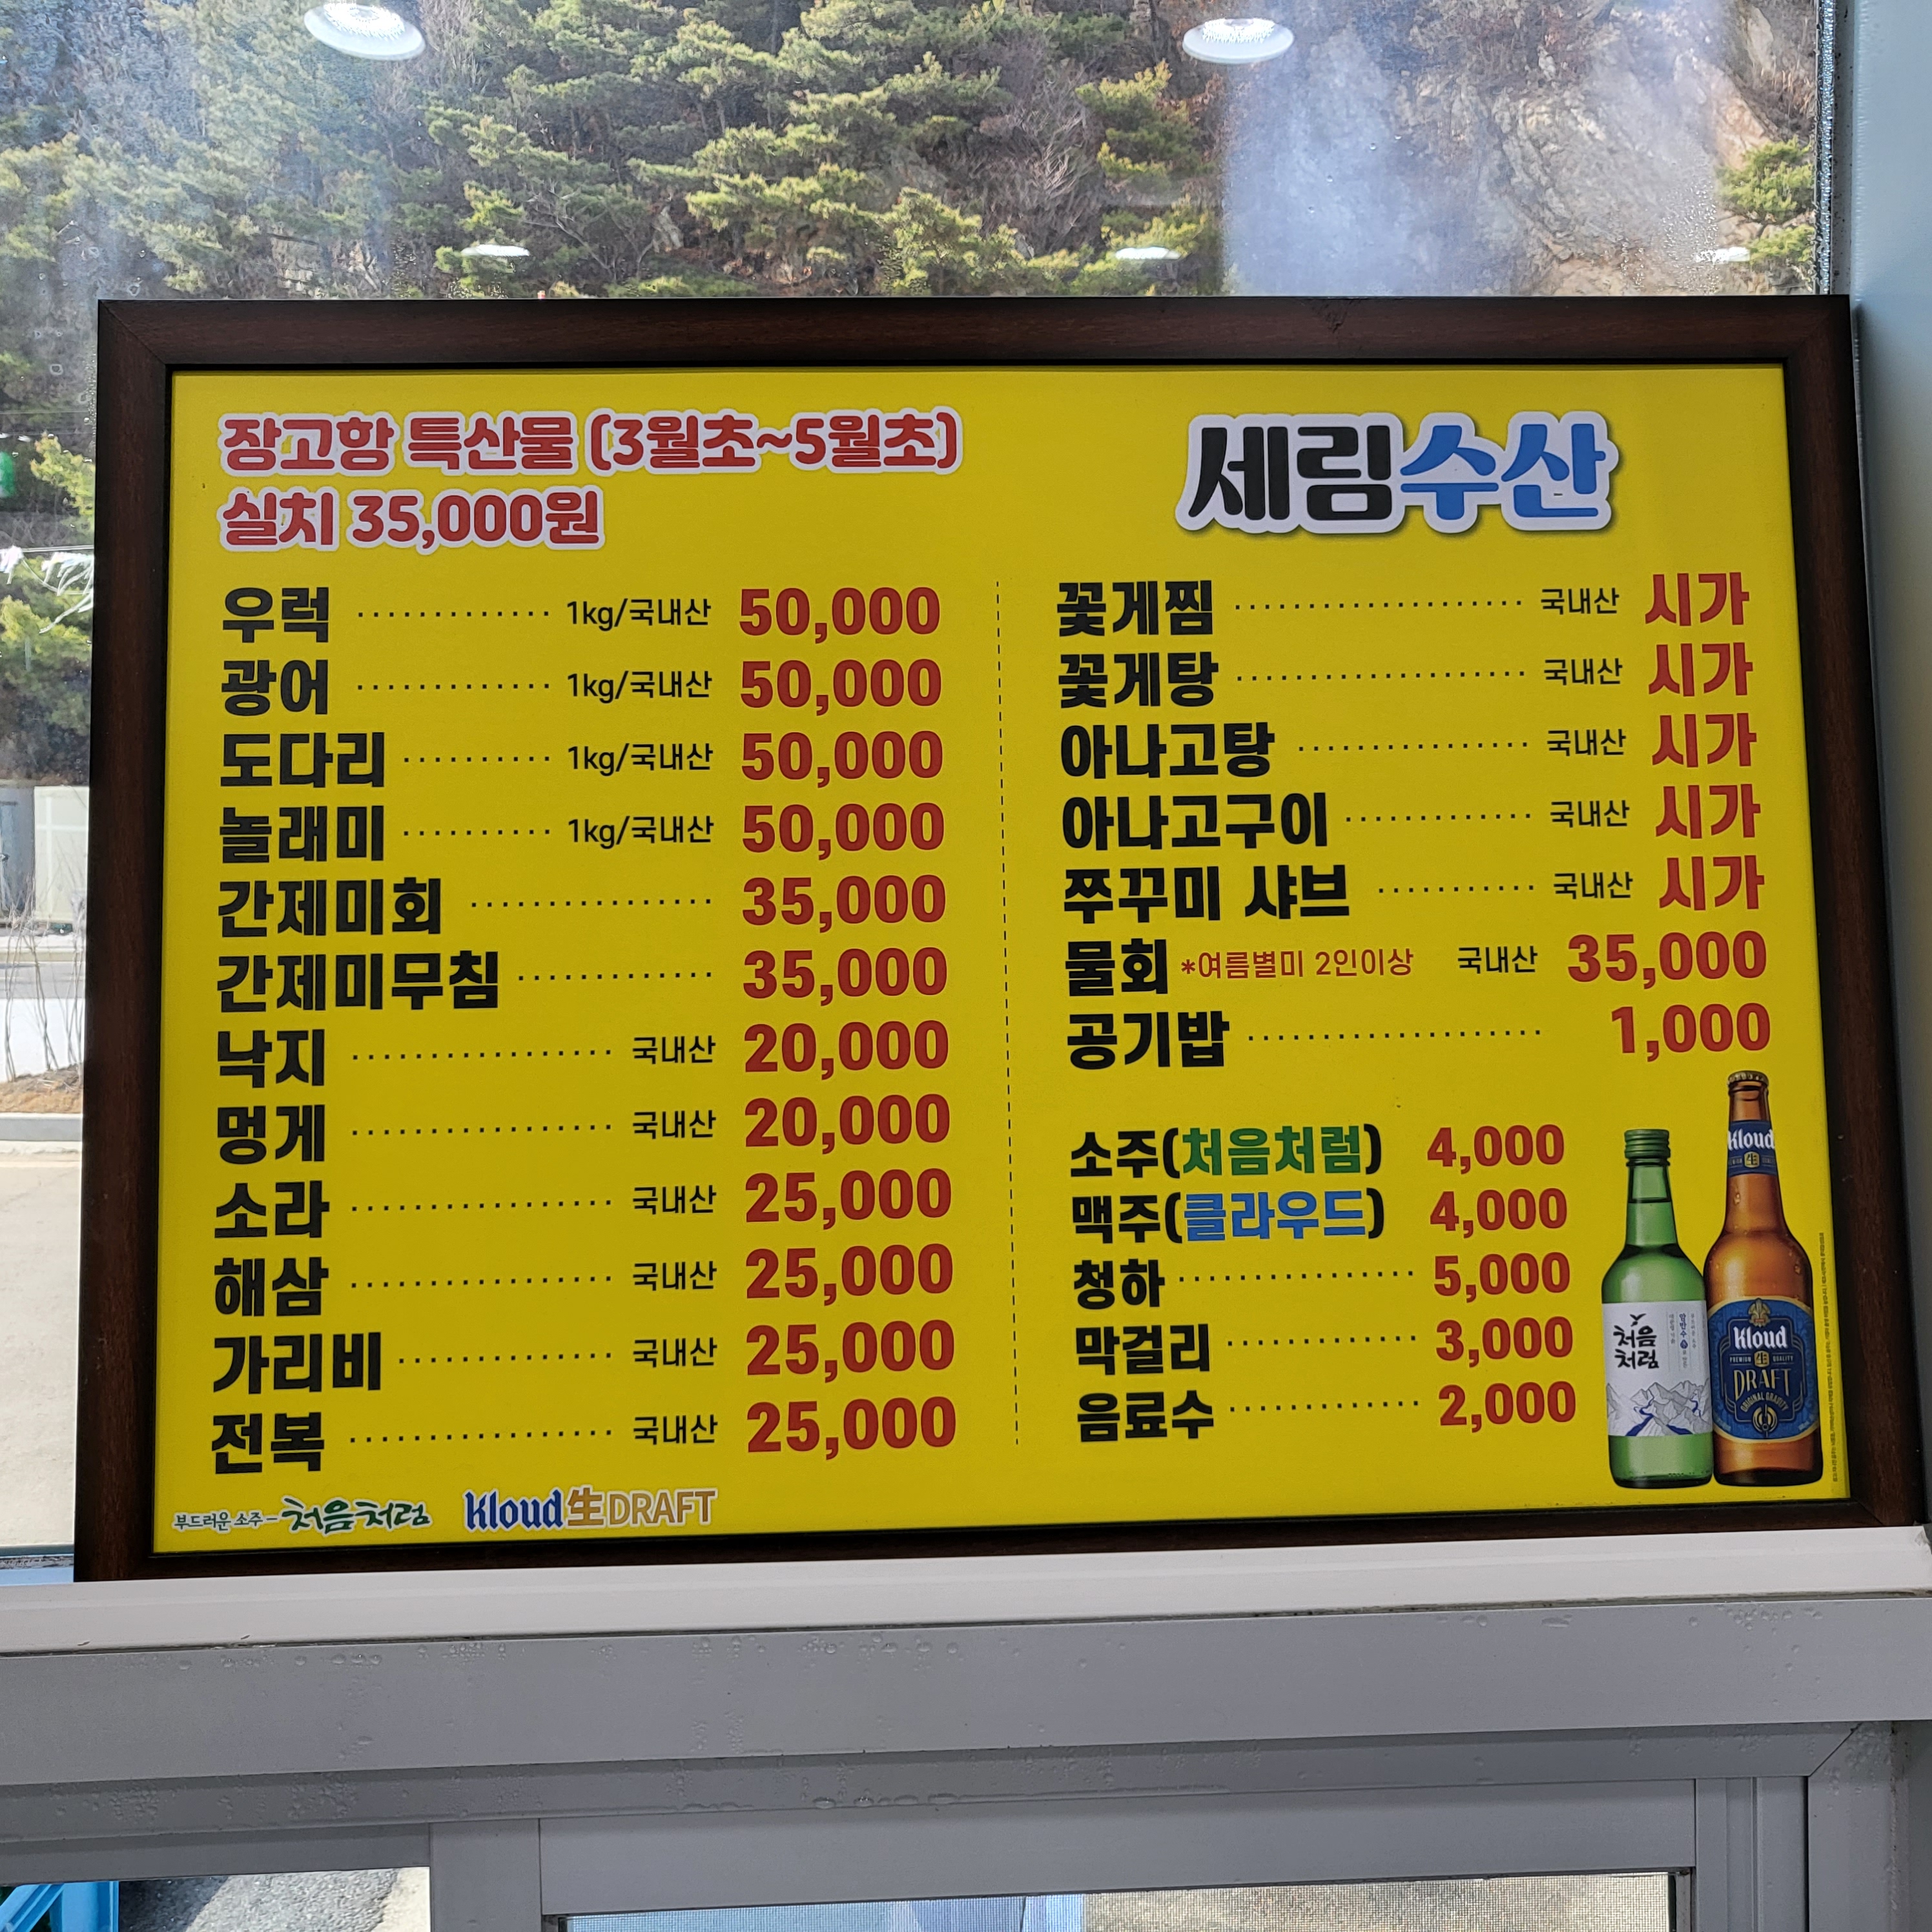 장고항 특산물 (3월초~5월초)
실치 35,000원
세림수산
우럭 ············· 1kg/국내산 50,000
광어 ············· 1kg/국내산 50,000
도다리 ·········· 1kg/국내산 50,000
놀래미 ·········· 1kg/국내산 50,000
간제미회 ················ 35,000
간제미무침 ············· 35,000
낙지 ················· 국내산 20,000
멍게 ················· 국내산 20,000
소라 ················· 국내산 25,000
해삼 ················· 국내산 25,000
가리비 ·············· 국내산 25,000
전복 ················· 국내산 25,000
꽃게찜 ···················· 국내산 시가
꽃게탕 ···················· 국내산 시가
아나고탕 ················ 국내산 시가
아나고구이 ············· 국내산 시가
쭈꾸미 샤브 ··········· 국내산 시가
물회 *여름별미 2인이상 국내산 35,000
공기밥 ···················· 1,000
소주(처음처럼) 4,000
맥주(클라우드) 4,000
청하 ················ 5,000
막걸리 ············· 3,000
음료수 ············· 2,000
처음
처럼
Kloud
生
Kloud
PREMIUM 生 QUALITY
DRAFT
ORIGINAL GRAVITY
부드러운 소주- 처음처럼 Kloud 生 DRAFT